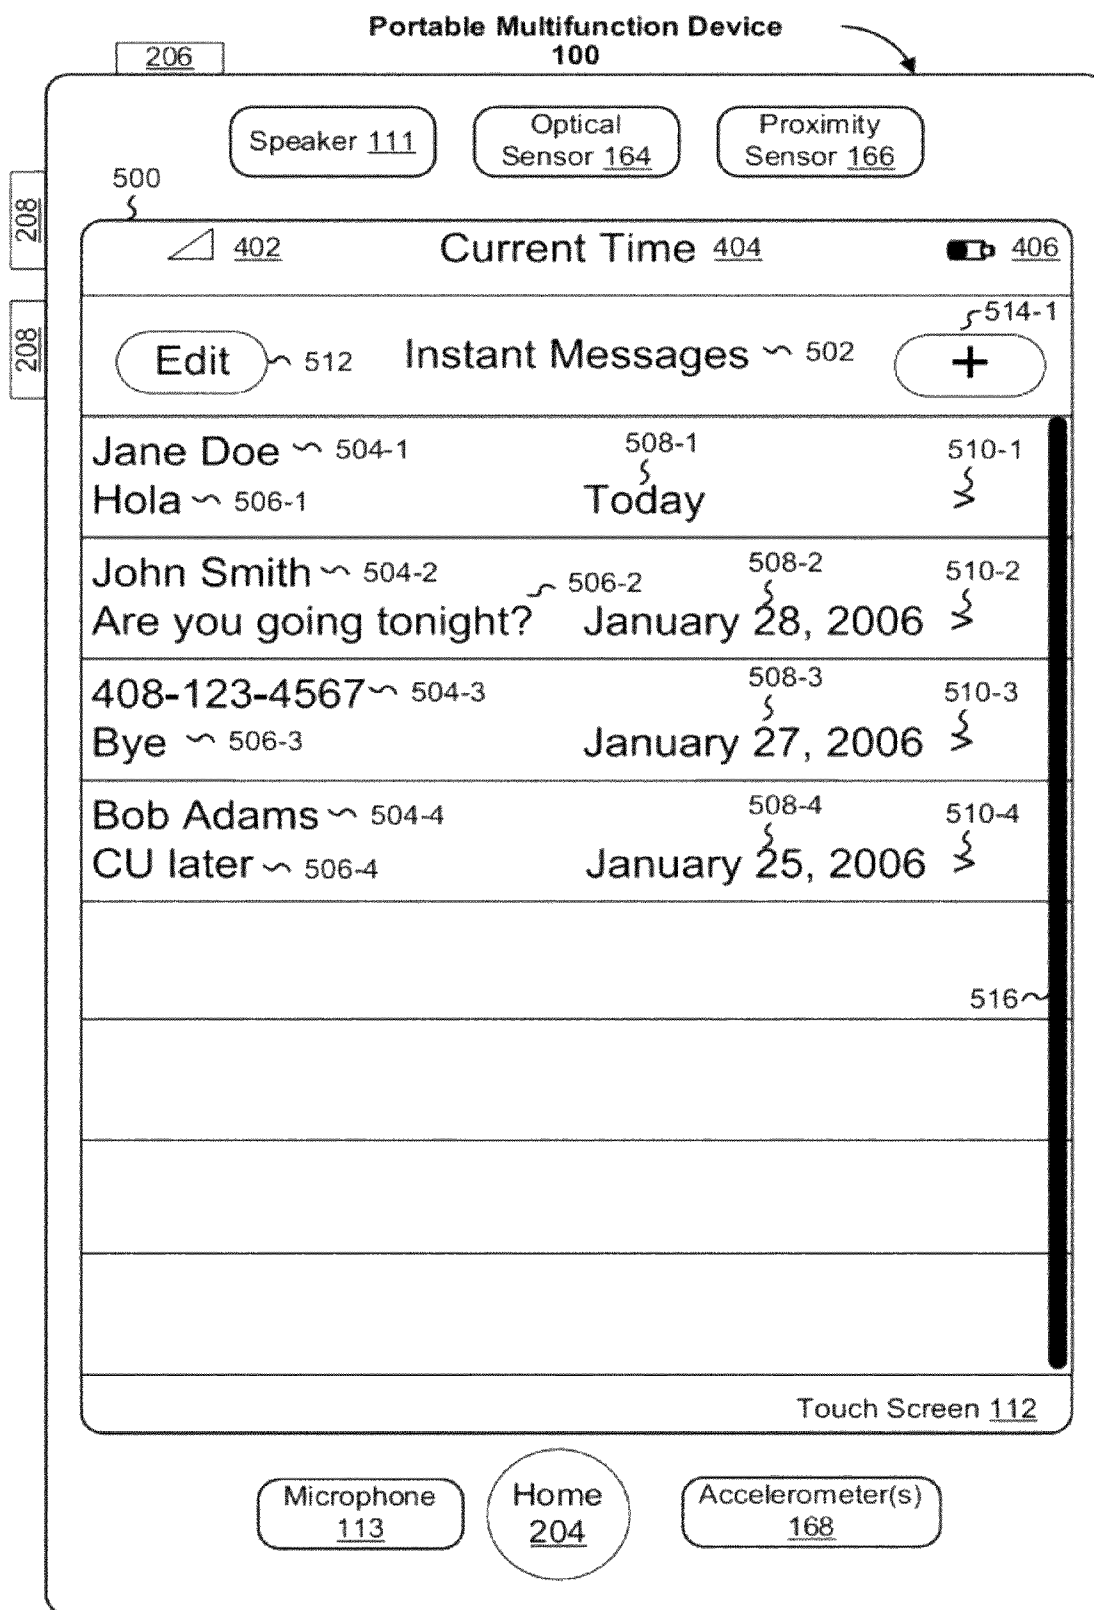 Portable Multifunction Device
100
206
Speaker 111
Optical
Sensor 164
Proximity
Sensor 166
500
208
208
402
Current Time 404
406
514-1
Edit
512
Instant Messages
502
+
Jane Doe
504-1
508-1
510-1
Hola
506-1
Today
>
John Smith
504-2
506-2
508-2
510-2
Are you going tonight?
January 28, 2006
>
408-123-4567
504-3
508-3
510-3
Bye
506-3
January 27, 2006
>
Bob Adams
504-4
508-4
510-4
CU later
506-4
January 25, 2006
>
516
Touch Screen 112
Microphone
113
Home
204
Accelerometer(s)
168